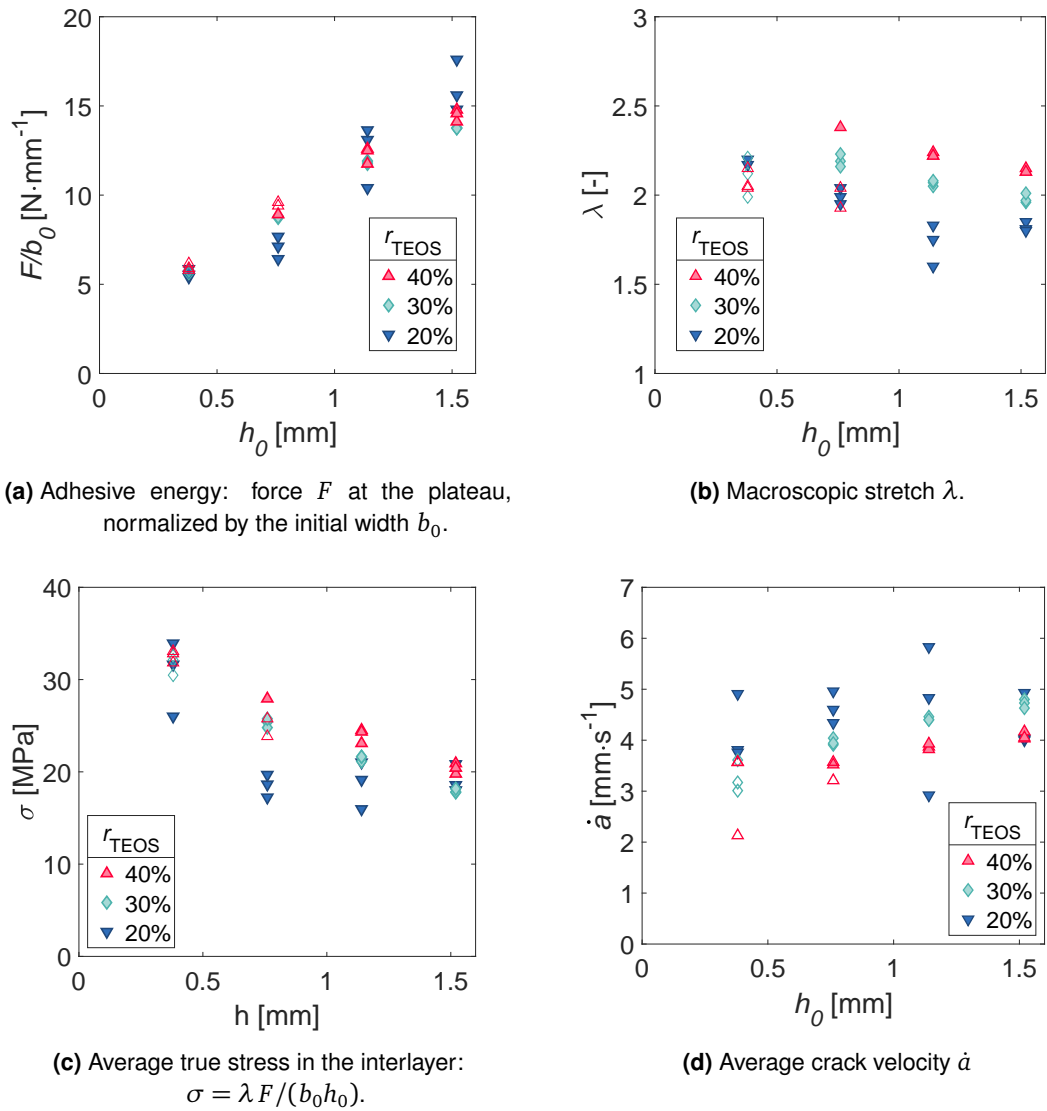 20
15
10
5
0
F/b0 [N·mm−1]
0
0.5
1
1.5
h0 [mm]
rTEOS
40%
30%
20%
(a) Adhesive energy: force F at the plateau,
normalized by the initial width b0.
3
2.5
2
1.5
1
λ [-]
0
0.5
1
1.5
h0 [mm]
rTEOS
40%
30%
20%
(b) Macroscopic stretch λ.
40
30
20
10
0
σ [MPa]
0
0.5
1
1.5
h [mm]
rTEOS
40%
30%
20%
(c) Average true stress in the interlayer:
σ = λ F/(b0h0).
7
6
5
4
3
2
1
0
ȧ [mm·s−1]
0
0.5
1
1.5
h0 [mm]
rTEOS
40%
30%
20%
(d) Average crack velocity ȧ